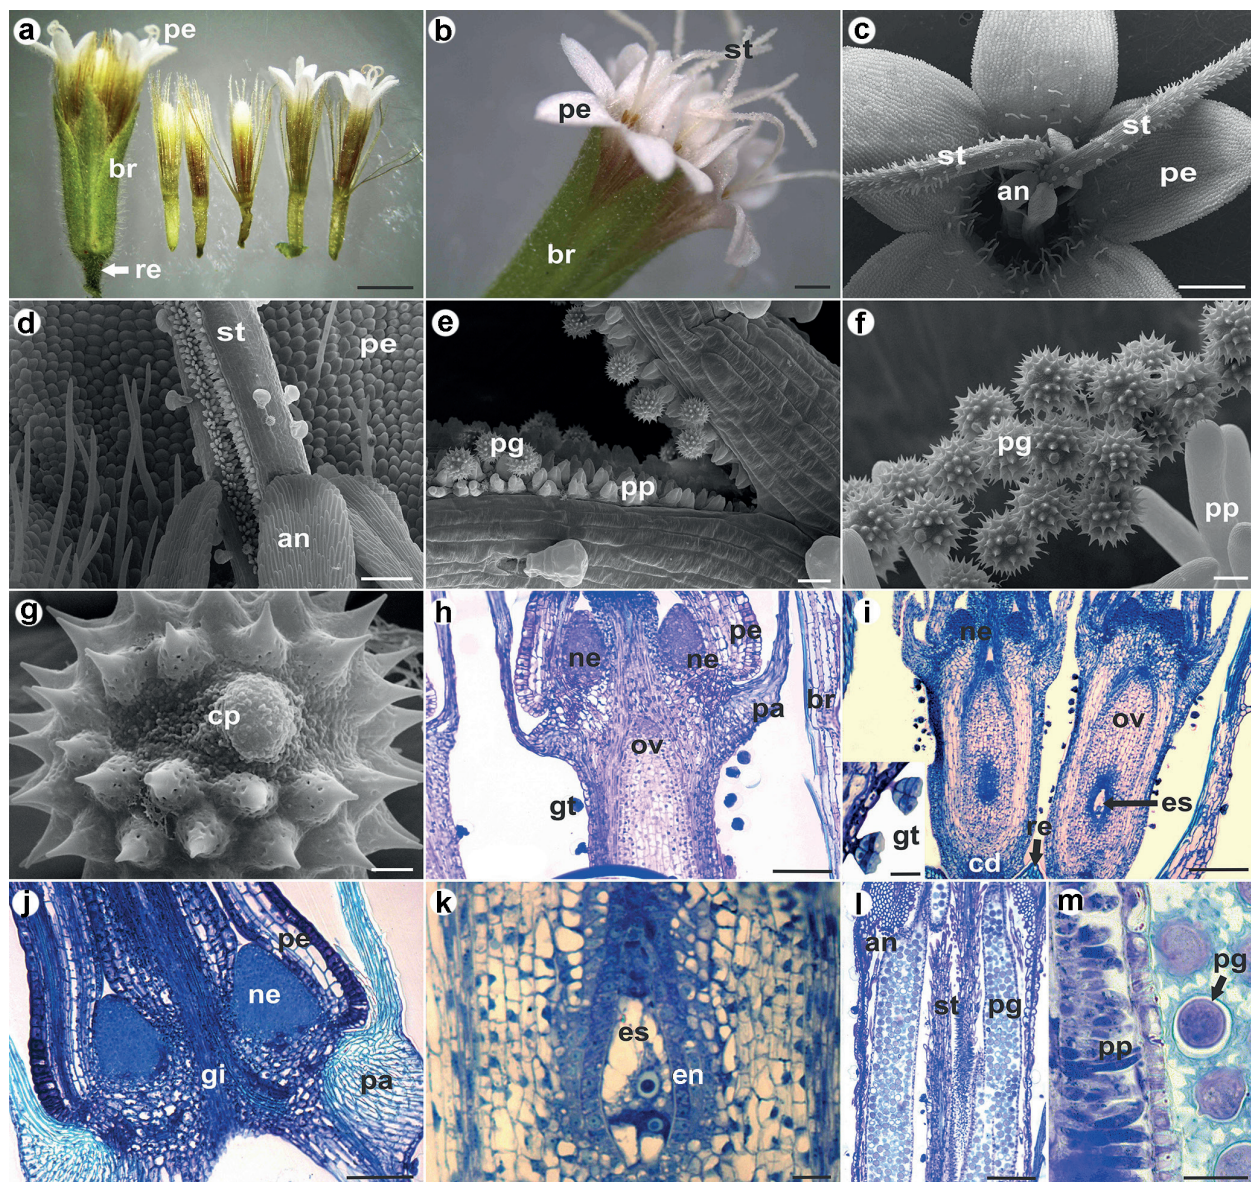 a
pe
br
re
b
st
pe
br
c
st
st
an
pe
d
st
pe
an
e
pg
pp
f
pg
pp
g
cp
h
pe
ne
ne
pa
br
ov
gt
i
ne
ov
es
re
gt
cd
j
pe
ne
gi
pa
k
es
en
l
an
st
pg
m
pg
pp